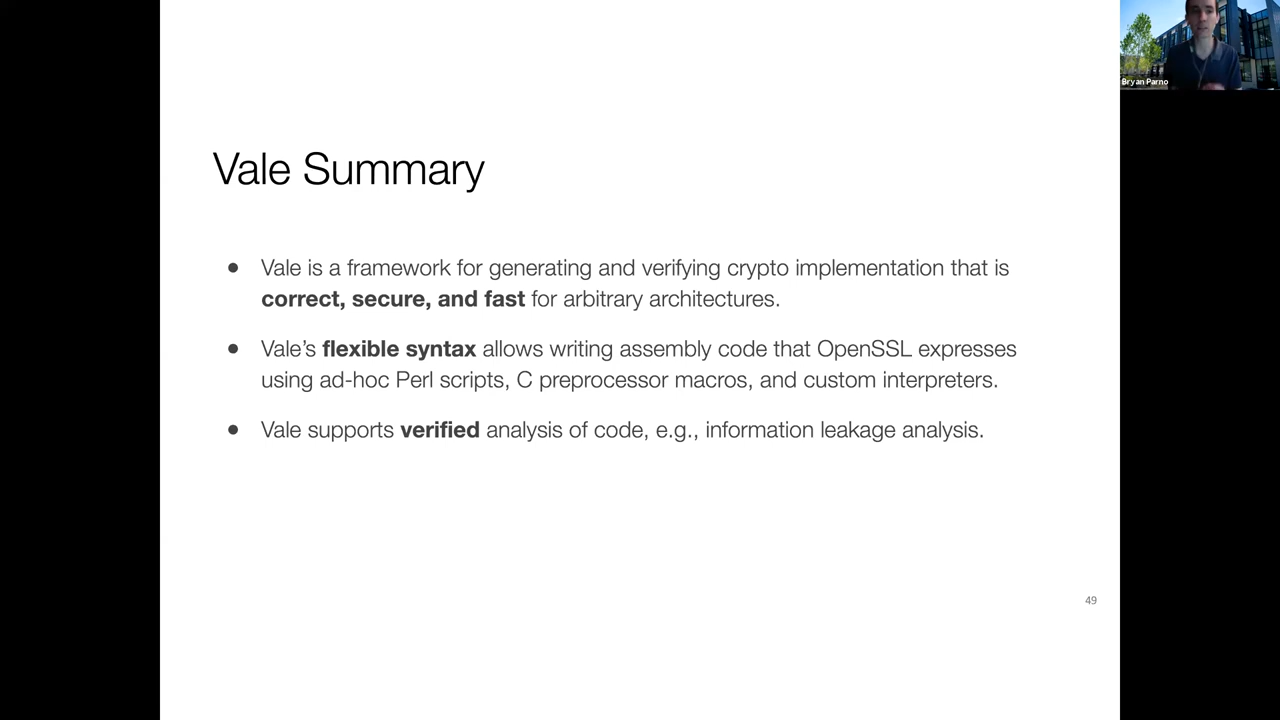 Bryan Parno
Vale Summary
● Vale is a framework for generating and verifying crypto implementation that is
correct, secure, and fast for arbitrary architectures.
● Vale’s flexible syntax allows writing assembly code that OpenSSL expresses
using ad-hoc Perl scripts, C preprocessor macros, and custom interpreters.
● Vale supports verified analysis of code, e.g., information leakage analysis.
49